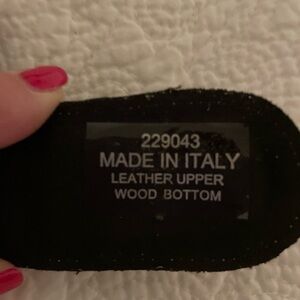 229043
MADE IN ITALY
LEATHER UPPER
WOOD BOTTOM